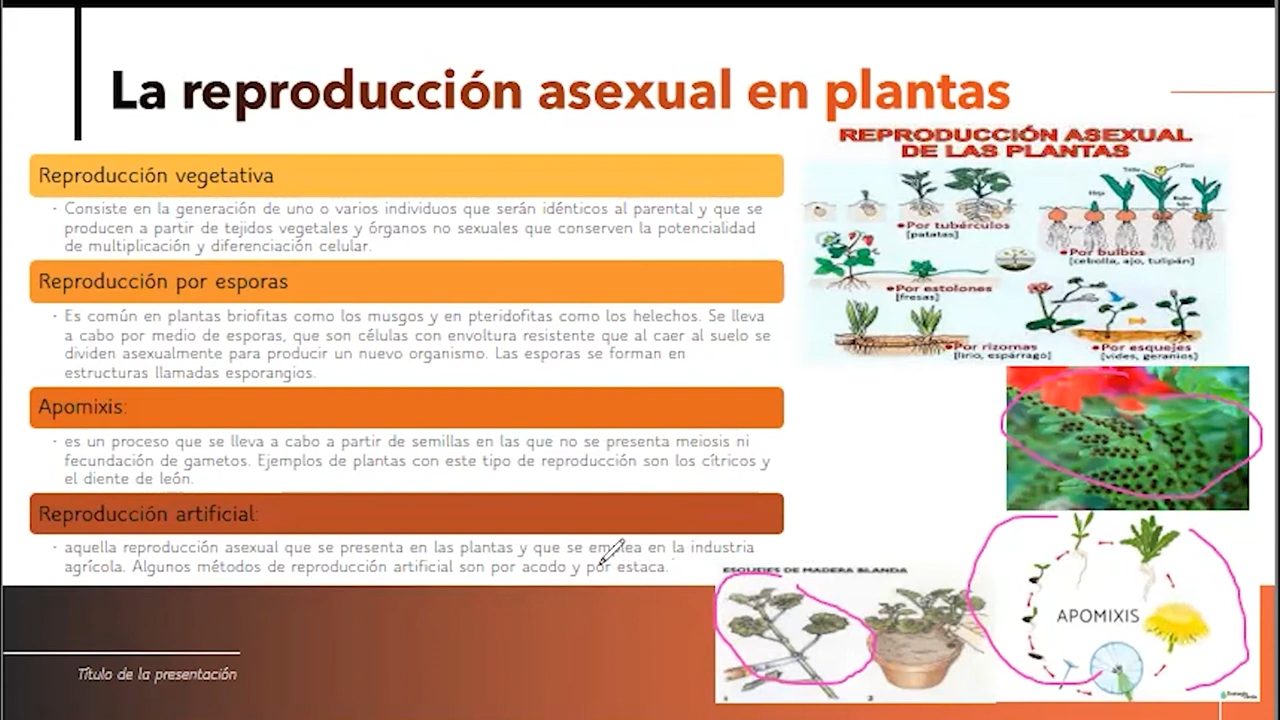 La reproducción asexual en plantas
Reproducción vegetativa
· Consiste en la generación de uno o varios individuos que serán idénticos al parental y que se
producen a partir de tejidos vegetales y órganos no sexuales que conserven la potencialidad
de multiplicación y diferenciación celular.
Reproducción por esporas
· Es común en plantas briofitas como los musgos y en pteridofitas como los helechos. Se lleva
a cabo por medio de esporas, que son células con envoltura resistente que al caer al suelo se
dividen asexualmente para producir un nuevo organismo. Las esporas se forman en
estructuras llamadas esporangios.
Apomixis:
· es un proceso que se lleva a cabo a partir de semillas en las que no se presenta meiosis ni
fecundación de gametos. Ejemplos de plantas con este tipo de reproducción son los cítricos y
el diente de león.
Reproducción artificial:
· aquella reproducción asexual que se presenta en las plantas y que se emplea en la industria
agrícola. Algunos métodos de reproducción artificial son por acodo y por estaca.
Título de la presentación
REPRODUCCIÓN ASEXUAL
DE LAS PLANTAS
•Por tubérculos
[patatas]
•Por bulbos
[cebolla, ajo, tulipán]
•Por estolones
[fresas]
•Por rizomas
[lirio, espárrago]
•Por esquejes
[vides, geranios]
ESQUEJES DE MADERA BLANDA
1
2
APOMIXIS